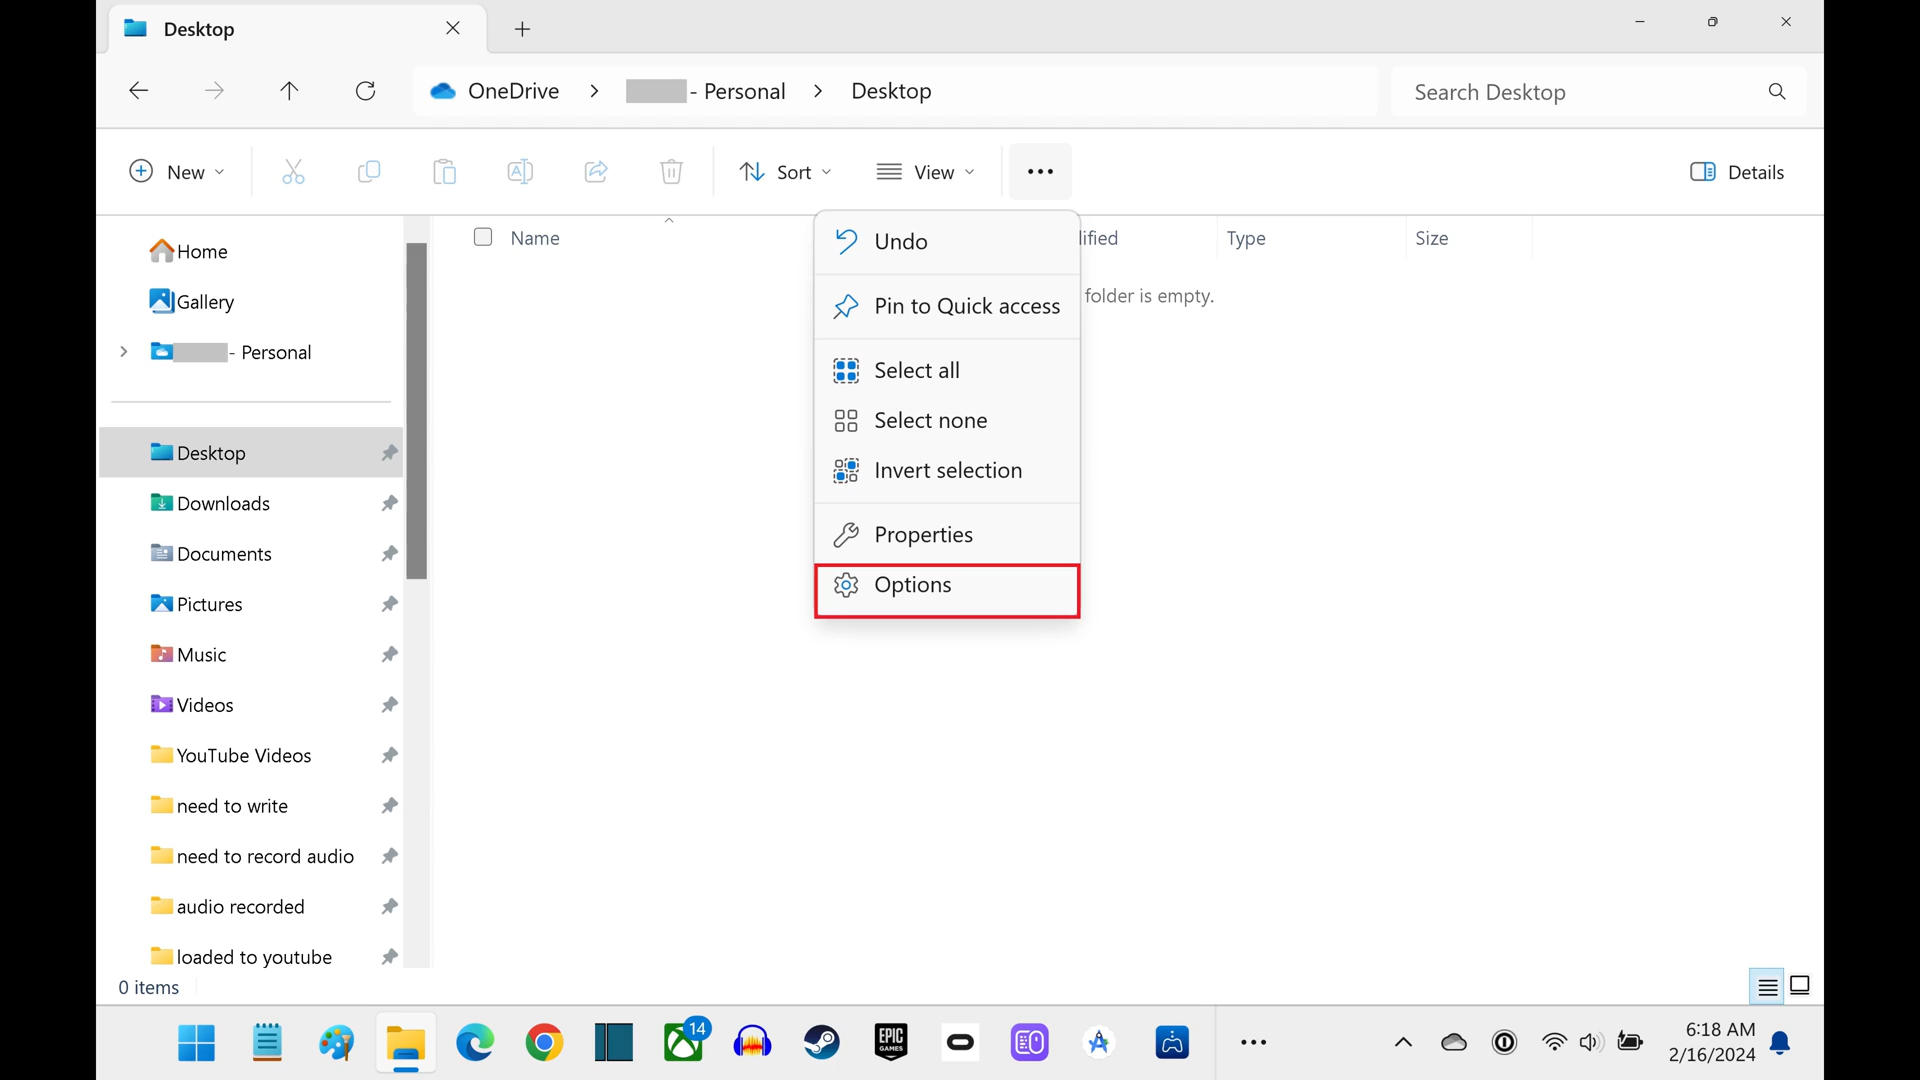 Desktop
OneDrive > - Personal > Desktop
Search Desktop
New
Sort
View
Details
Home
Gallery
- Personal
Desktop
Downloads
Documents
Pictures
Music
Videos
YouTube Videos
need to write
need to record audio
audio recorded
loaded to youtube
Name
lified
Type
Size
folder is empty.
Undo
Pin to Quick access
Select all
Select none
Invert selection
Properties
Options
0 items
14
EPIC
GAMES
6:18 AM
2/16/2024